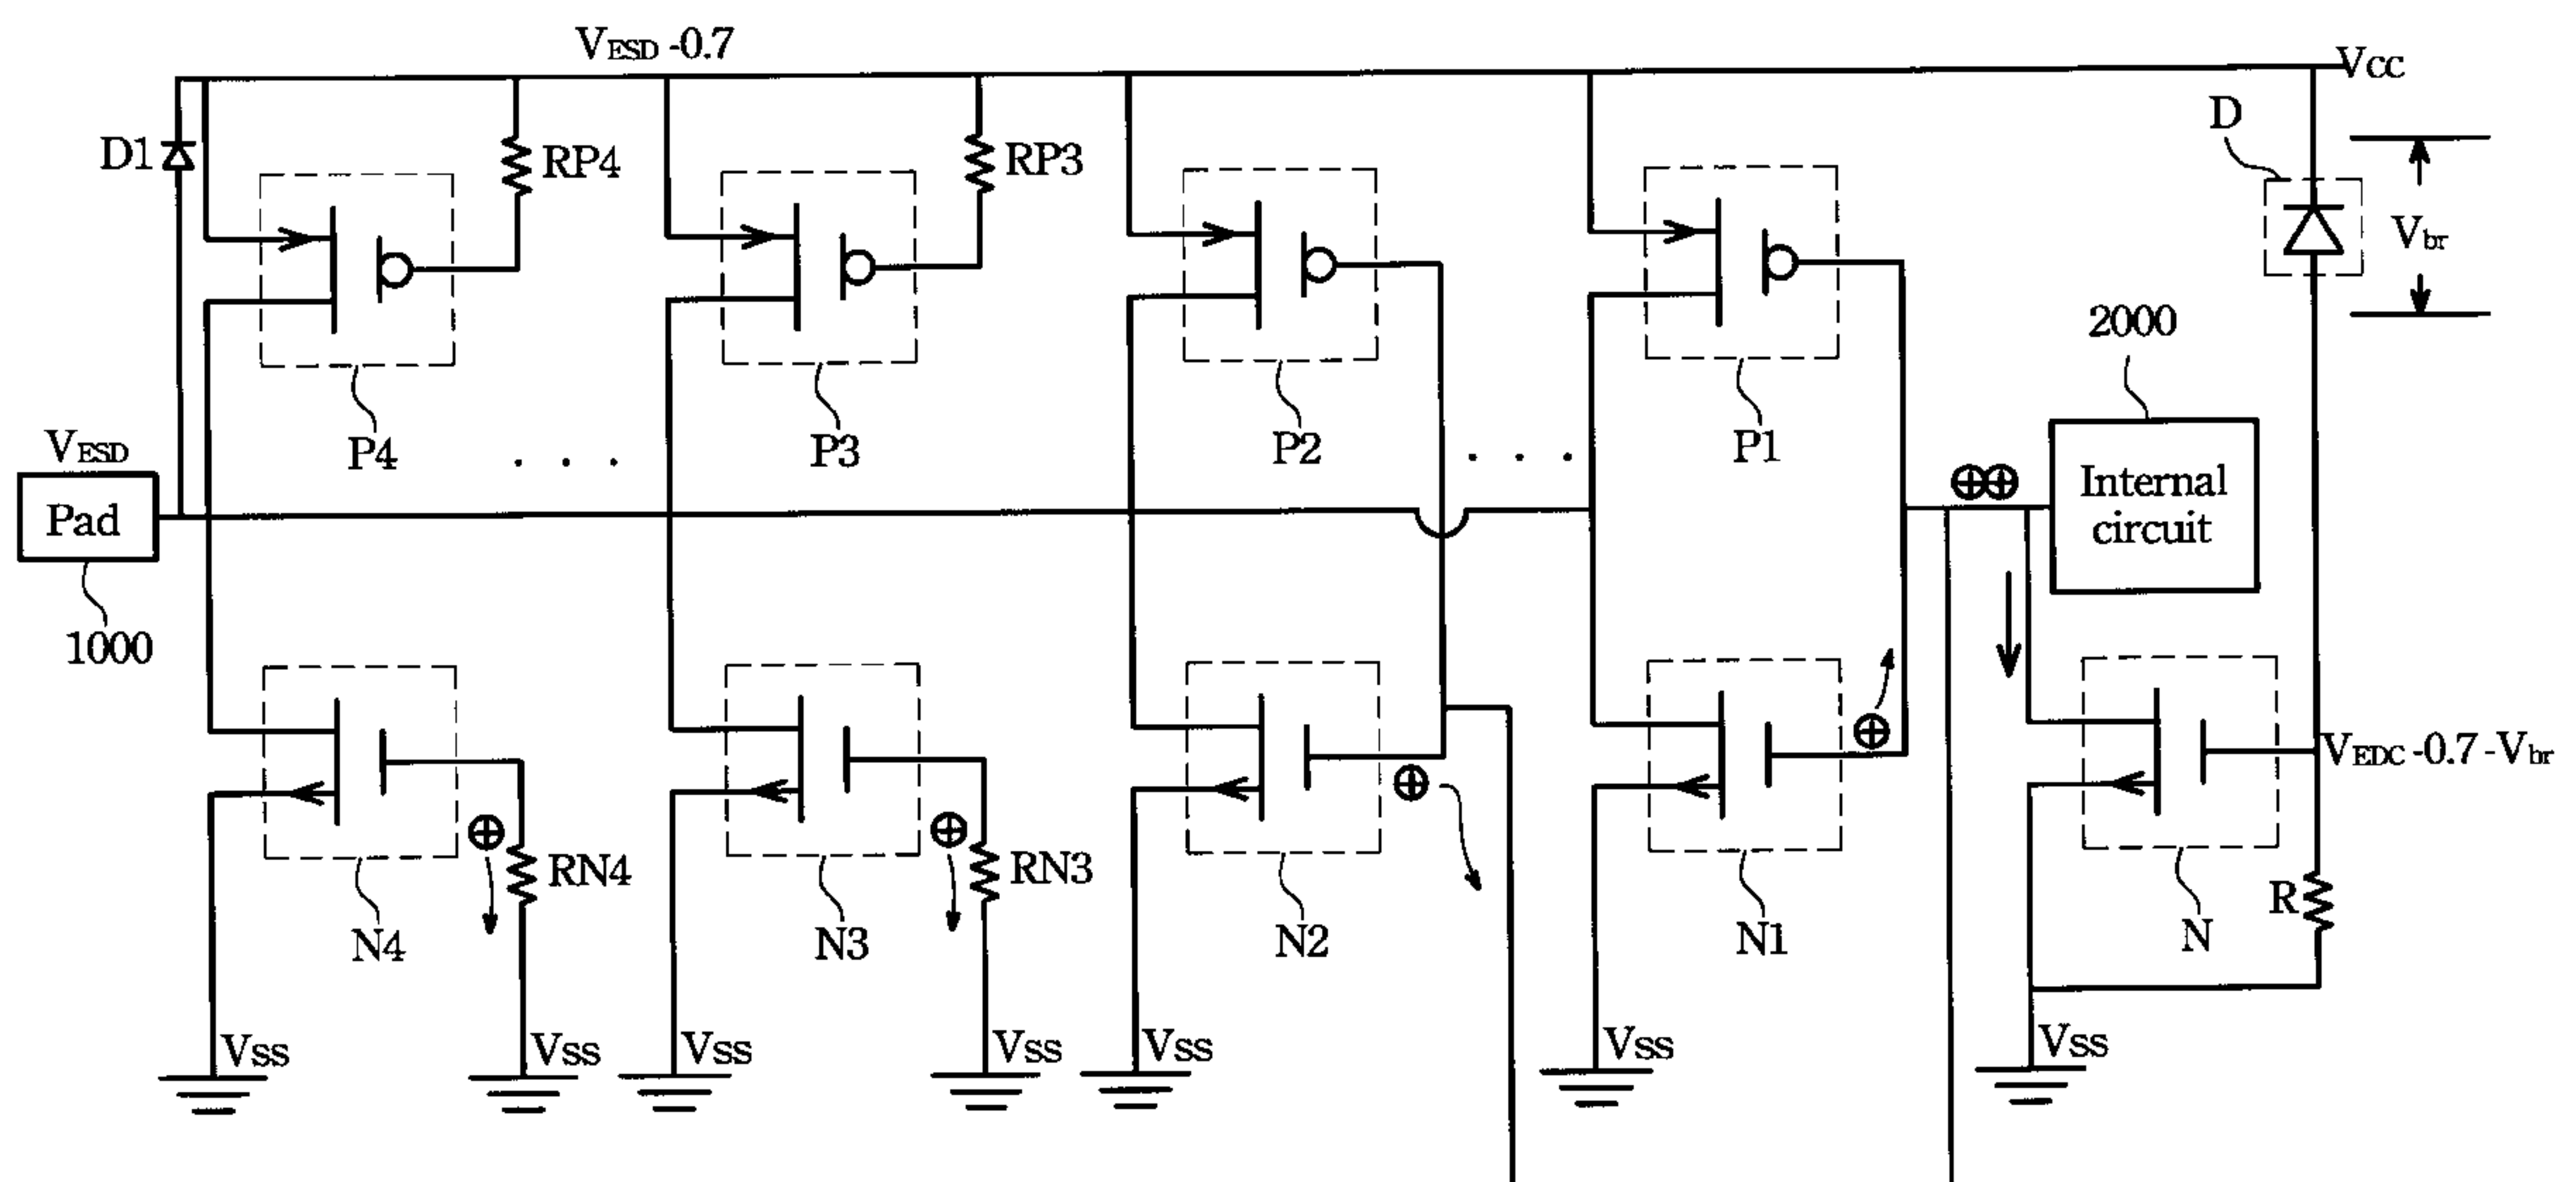 VESD -0.7
VCC
D1
RP4
RP3
D
Vbr
P4
P3
P2
P1
2000
VESD
. . .
. . .
Pad
Internal
circuit
1000
VEDC -0.7 -Vbr
RN4
RN3
R
N4
N3
N2
N1
N
VSS
VSS
VSS
VSS
VSS
VSS
VSS